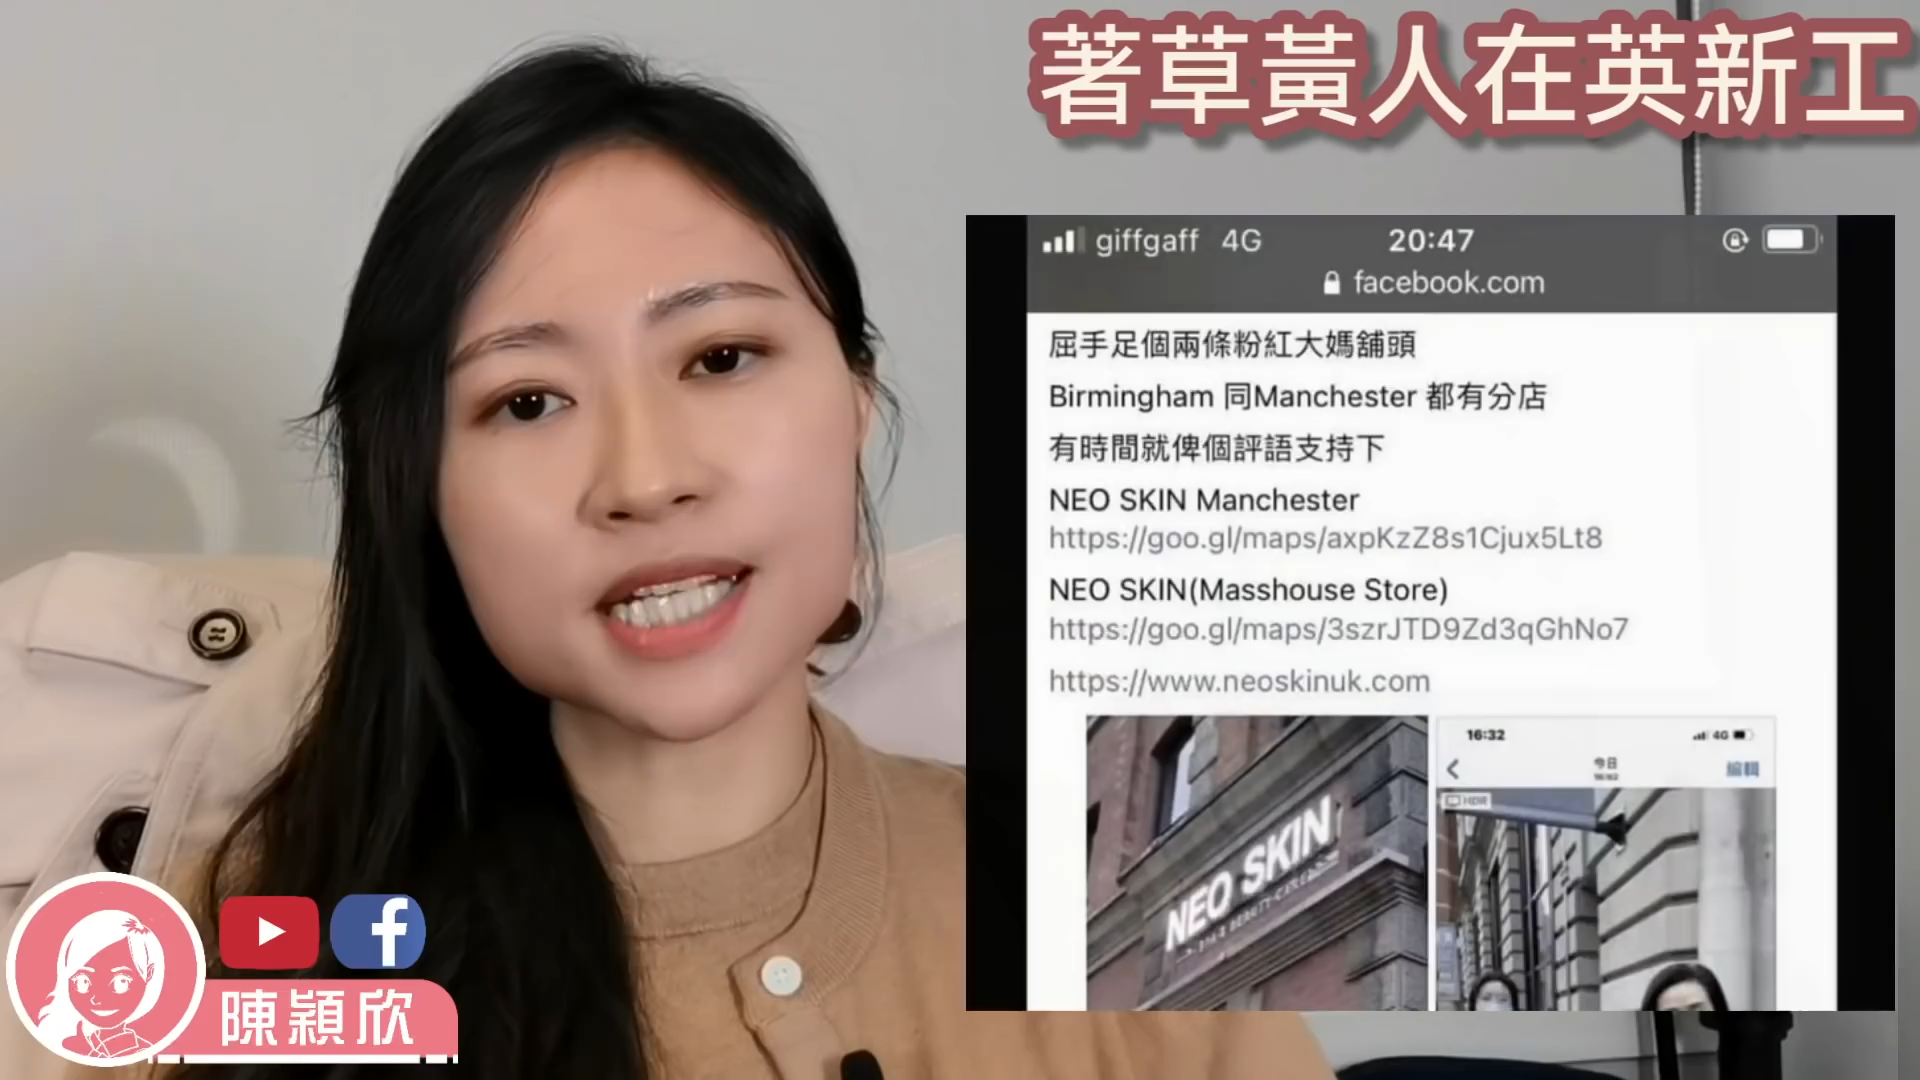 著草黃人在英新工
giffgaff 4G 20:47
facebook.com
屈手足個兩條粉紅大媽舖頭
Birmingham 同Manchester 都有分店
有時間就俾個評語支持下
NEO SKIN Manchester
https://goo.gl/maps/axpKzZ8s1Cjux5Lt8
NEO SKIN(Masshouse Store)
https://goo.gl/maps/3szrJTD9Zd3qGhNo7
https://www.neoskinuk.com
16:32 4G
今日
編輯
HDR
NEO SKIN
陳穎欣